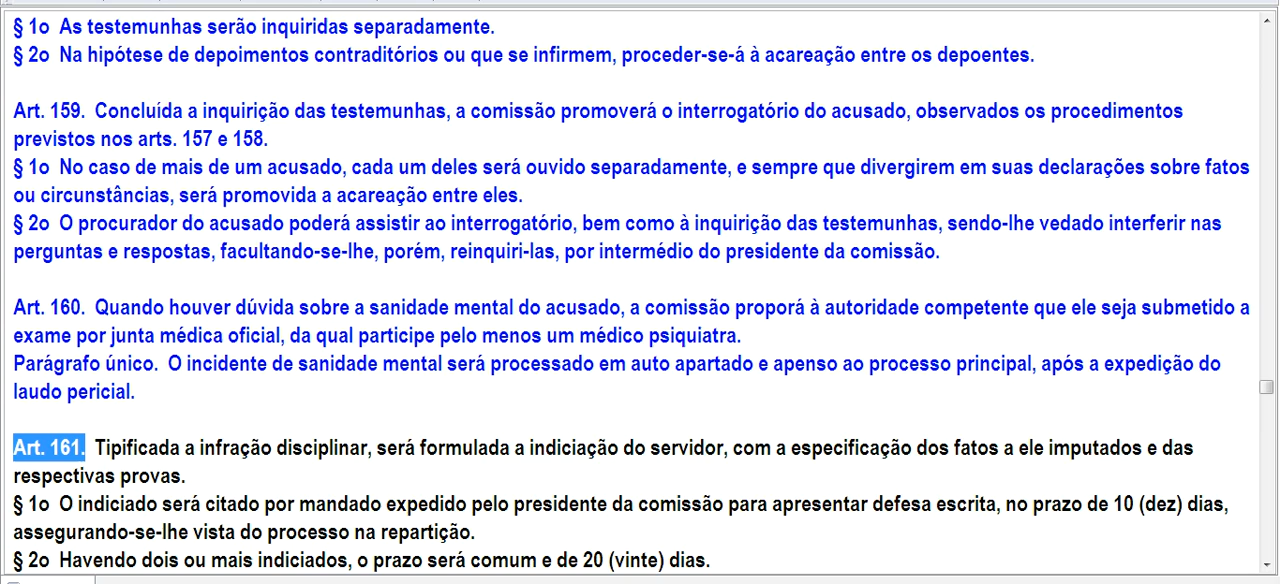 § 1o  As testemunhas serão inquiridas separadamente.
§ 2o  Na hipótese de depoimentos contraditórios ou que se infirmem, proceder-se-á à acareação entre os depoentes.
Art. 159.  Concluída a inquirição das testemunhas, a comissão promoverá o interrogatório do acusado, observados os procedimentos
previstos nos arts. 157 e 158.
§ 1o  No caso de mais de um acusado, cada um deles será ouvido separadamente, e sempre que divergirem em suas declarações sobre fatos
ou circunstâncias, será promovida a acareação entre eles.
§ 2o  O procurador do acusado poderá assistir ao interrogatório, bem como à inquirição das testemunhas, sendo-lhe vedado interferir nas
perguntas e respostas, facultando-se-lhe, porém, reinquiri-las, por intermédio do presidente da comissão.
Art. 160.  Quando houver dúvida sobre a sanidade mental do acusado, a comissão proporá à autoridade competente que ele seja submetido a
exame por junta médica oficial, da qual participe pelo menos um médico psiquiatra.
Parágrafo único.  O incidente de sanidade mental será processado em auto apartado e apenso ao processo principal, após a expedição do
laudo pericial.
Art. 161.  Tipificada a infração disciplinar, será formulada a indiciação do servidor, com a especificação dos fatos a ele imputados e das
respectivas provas.
§ 1o  O indiciado será citado por mandado expedido pelo presidente da comissão para apresentar defesa escrita, no prazo de 10 (dez) dias,
assegurando-se-lhe vista do processo na repartição.
§ 2o  Havendo dois ou mais indiciados, o prazo será comum e de 20 (vinte) dias.